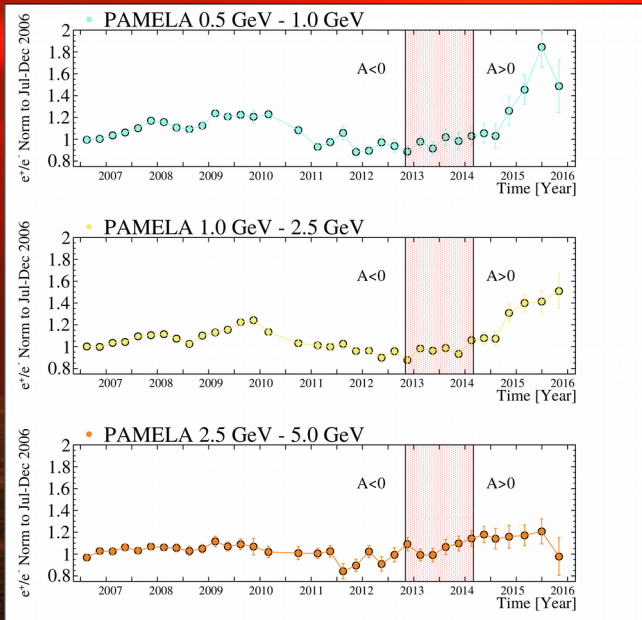 PAMELA 0.5 GeV - 1.0 GeV
e⁺/e⁻ Norm to Jul-Dec 2006
2
1.8
1.6
1.4
1.2
1
0.8
A<0
A>0
2007 2008 2009 2010 2011 2012 2013 2014 2015 2016
Time [Year]
PAMELA 1.0 GeV - 2.5 GeV
e⁺/e⁻ Norm to Jul-Dec 2006
2
1.8
1.6
1.4
1.2
1
0.8
A<0
A>0
2007 2008 2009 2010 2011 2012 2013 2014 2015 2016
Time [Year]
PAMELA 2.5 GeV - 5.0 GeV
e⁺/e⁻ Norm to Jul-Dec 2006
2
1.8
1.6
1.4
1.2
1
0.8
A<0
A>0
2007 2008 2009 2010 2011 2012 2013 2014 2015 2016
Time [Year]